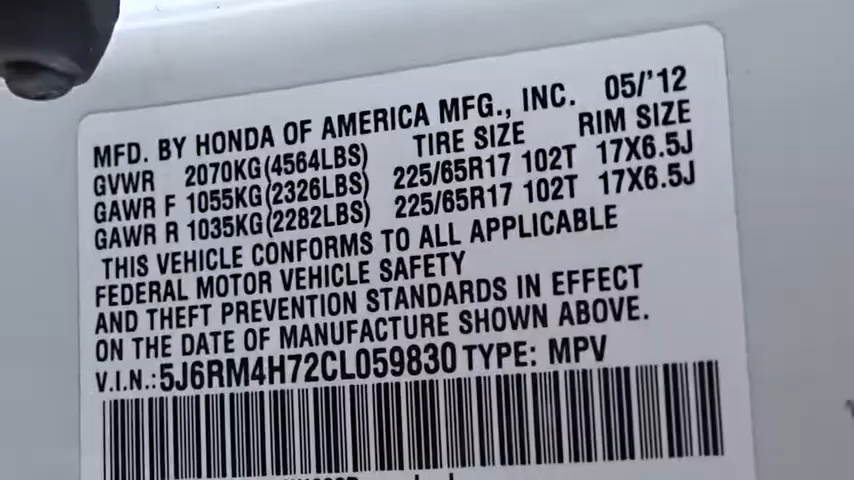 MFD. BY HONDA OF AMERICA MFG., INC. 05/'12
GVWR 2070KG(4564LBS) TIRE SIZE RIM SIZE
GAWR F 1055KG(2326LBS) 225/65R17 102T 17X6.5J
GAWR R 1035KG(2282LBS) 225/65R17 102T 17X6.5J
THIS VEHICLE CONFORMS TO ALL APPLICABLE
FEDERAL MOTOR VEHICLE SAFETY
AND THEFT PREVENTION STANDARDS IN EFFECT
ON THE DATE OF MANUFACTURE SHOWN ABOVE.
V.I.N.:5J6RM4H72CL059830 TYPE: MPV